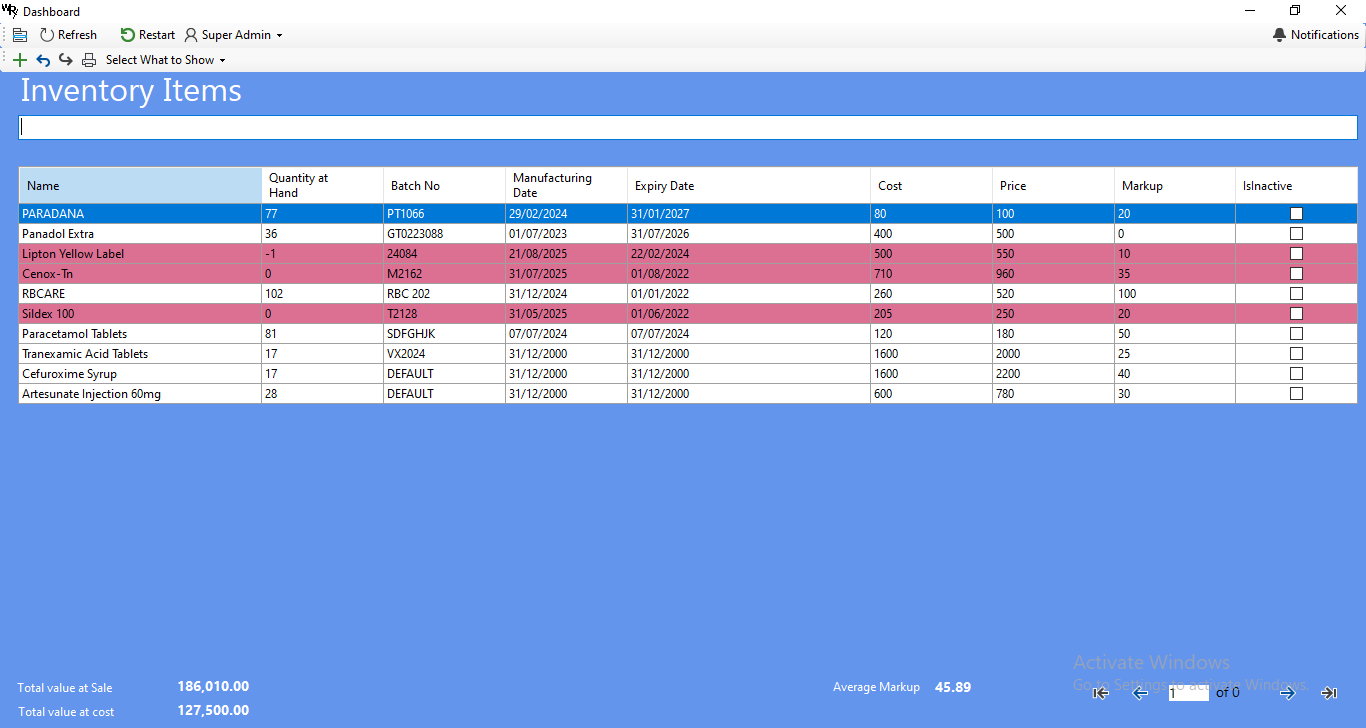 Dashboard
Refresh Restart Super Admin Notifications
Select What to Show
Inventory Items
Name Quantity at Hand Batch No Manufacturing Date Expiry Date Cost Price Markup IsInactive
PARADANA 77 PT1066 29/02/2024 31/01/2027 80 100 20
Panadol Extra 36 GT0223088 01/07/2023 31/07/2026 400 500 0
Lipton Yellow Label -1 24084 21/08/2025 22/02/2024 500 550 10
Cenox-Tn 0 M2162 31/07/2025 01/08/2022 710 960 35
RBCARE 102 RBC 202 31/12/2024 01/01/2022 260 520 100
Sildex 100 0 T2128 31/05/2025 01/06/2022 205 250 20
Paracetamol Tablets 81 SDFGHJK 07/07/2024 07/07/2024 120 180 50
Tranexamic Acid Tablets 17 VX2024 31/12/2000 31/12/2000 1600 2000 25
Cefuroxime Syrup 17 DEFAULT 31/12/2000 31/12/2000 1600 2200 40
Artesunate Injection 60mg 28 DEFAULT 31/12/2000 31/12/2000 600 780 30
Activate Windows
Go to Settings to activate Windows.
Total value at Sale 186,010.00 Average Markup 45.89 1 of 0
Total value at cost 127,500.00